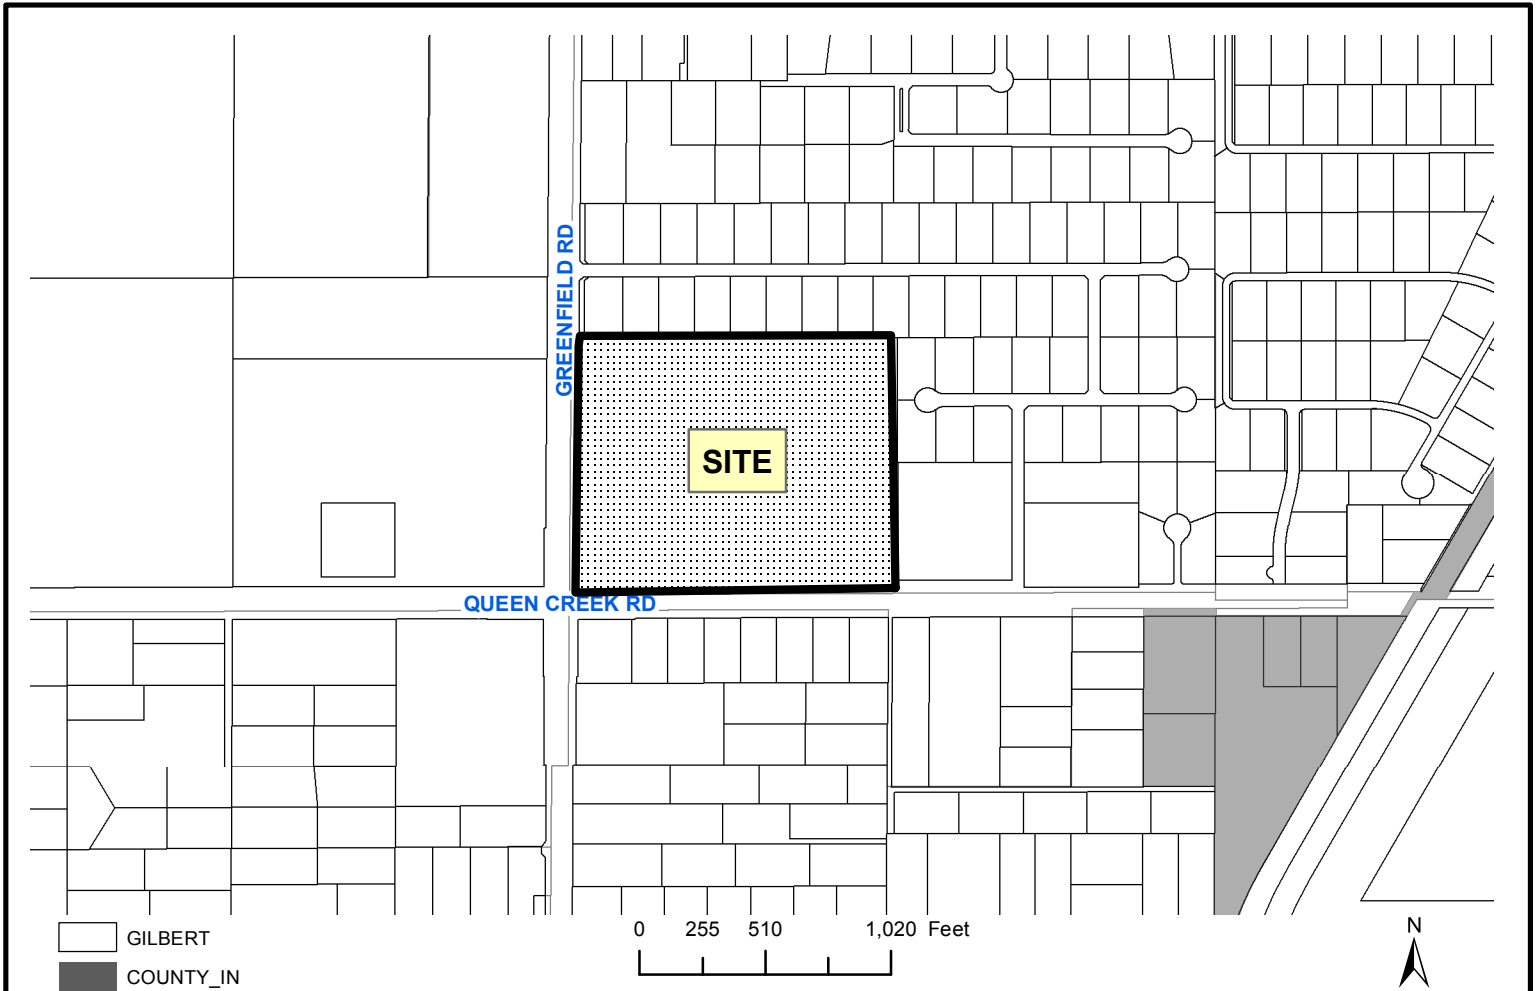 GREENFIELD RD
SITE
QUEEN CREEK RD
GILBERT
COUNTY_IN
0 255 510 1,020 Feet
N